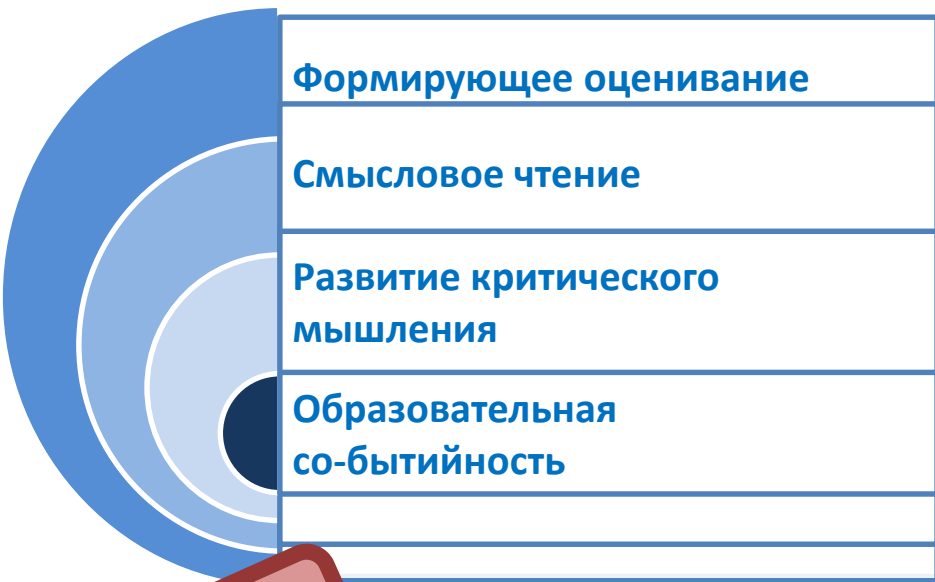 Формирующее оценивание
Смысловое чтение
Развитие критического
мышления
Образовательная
со-бытийность